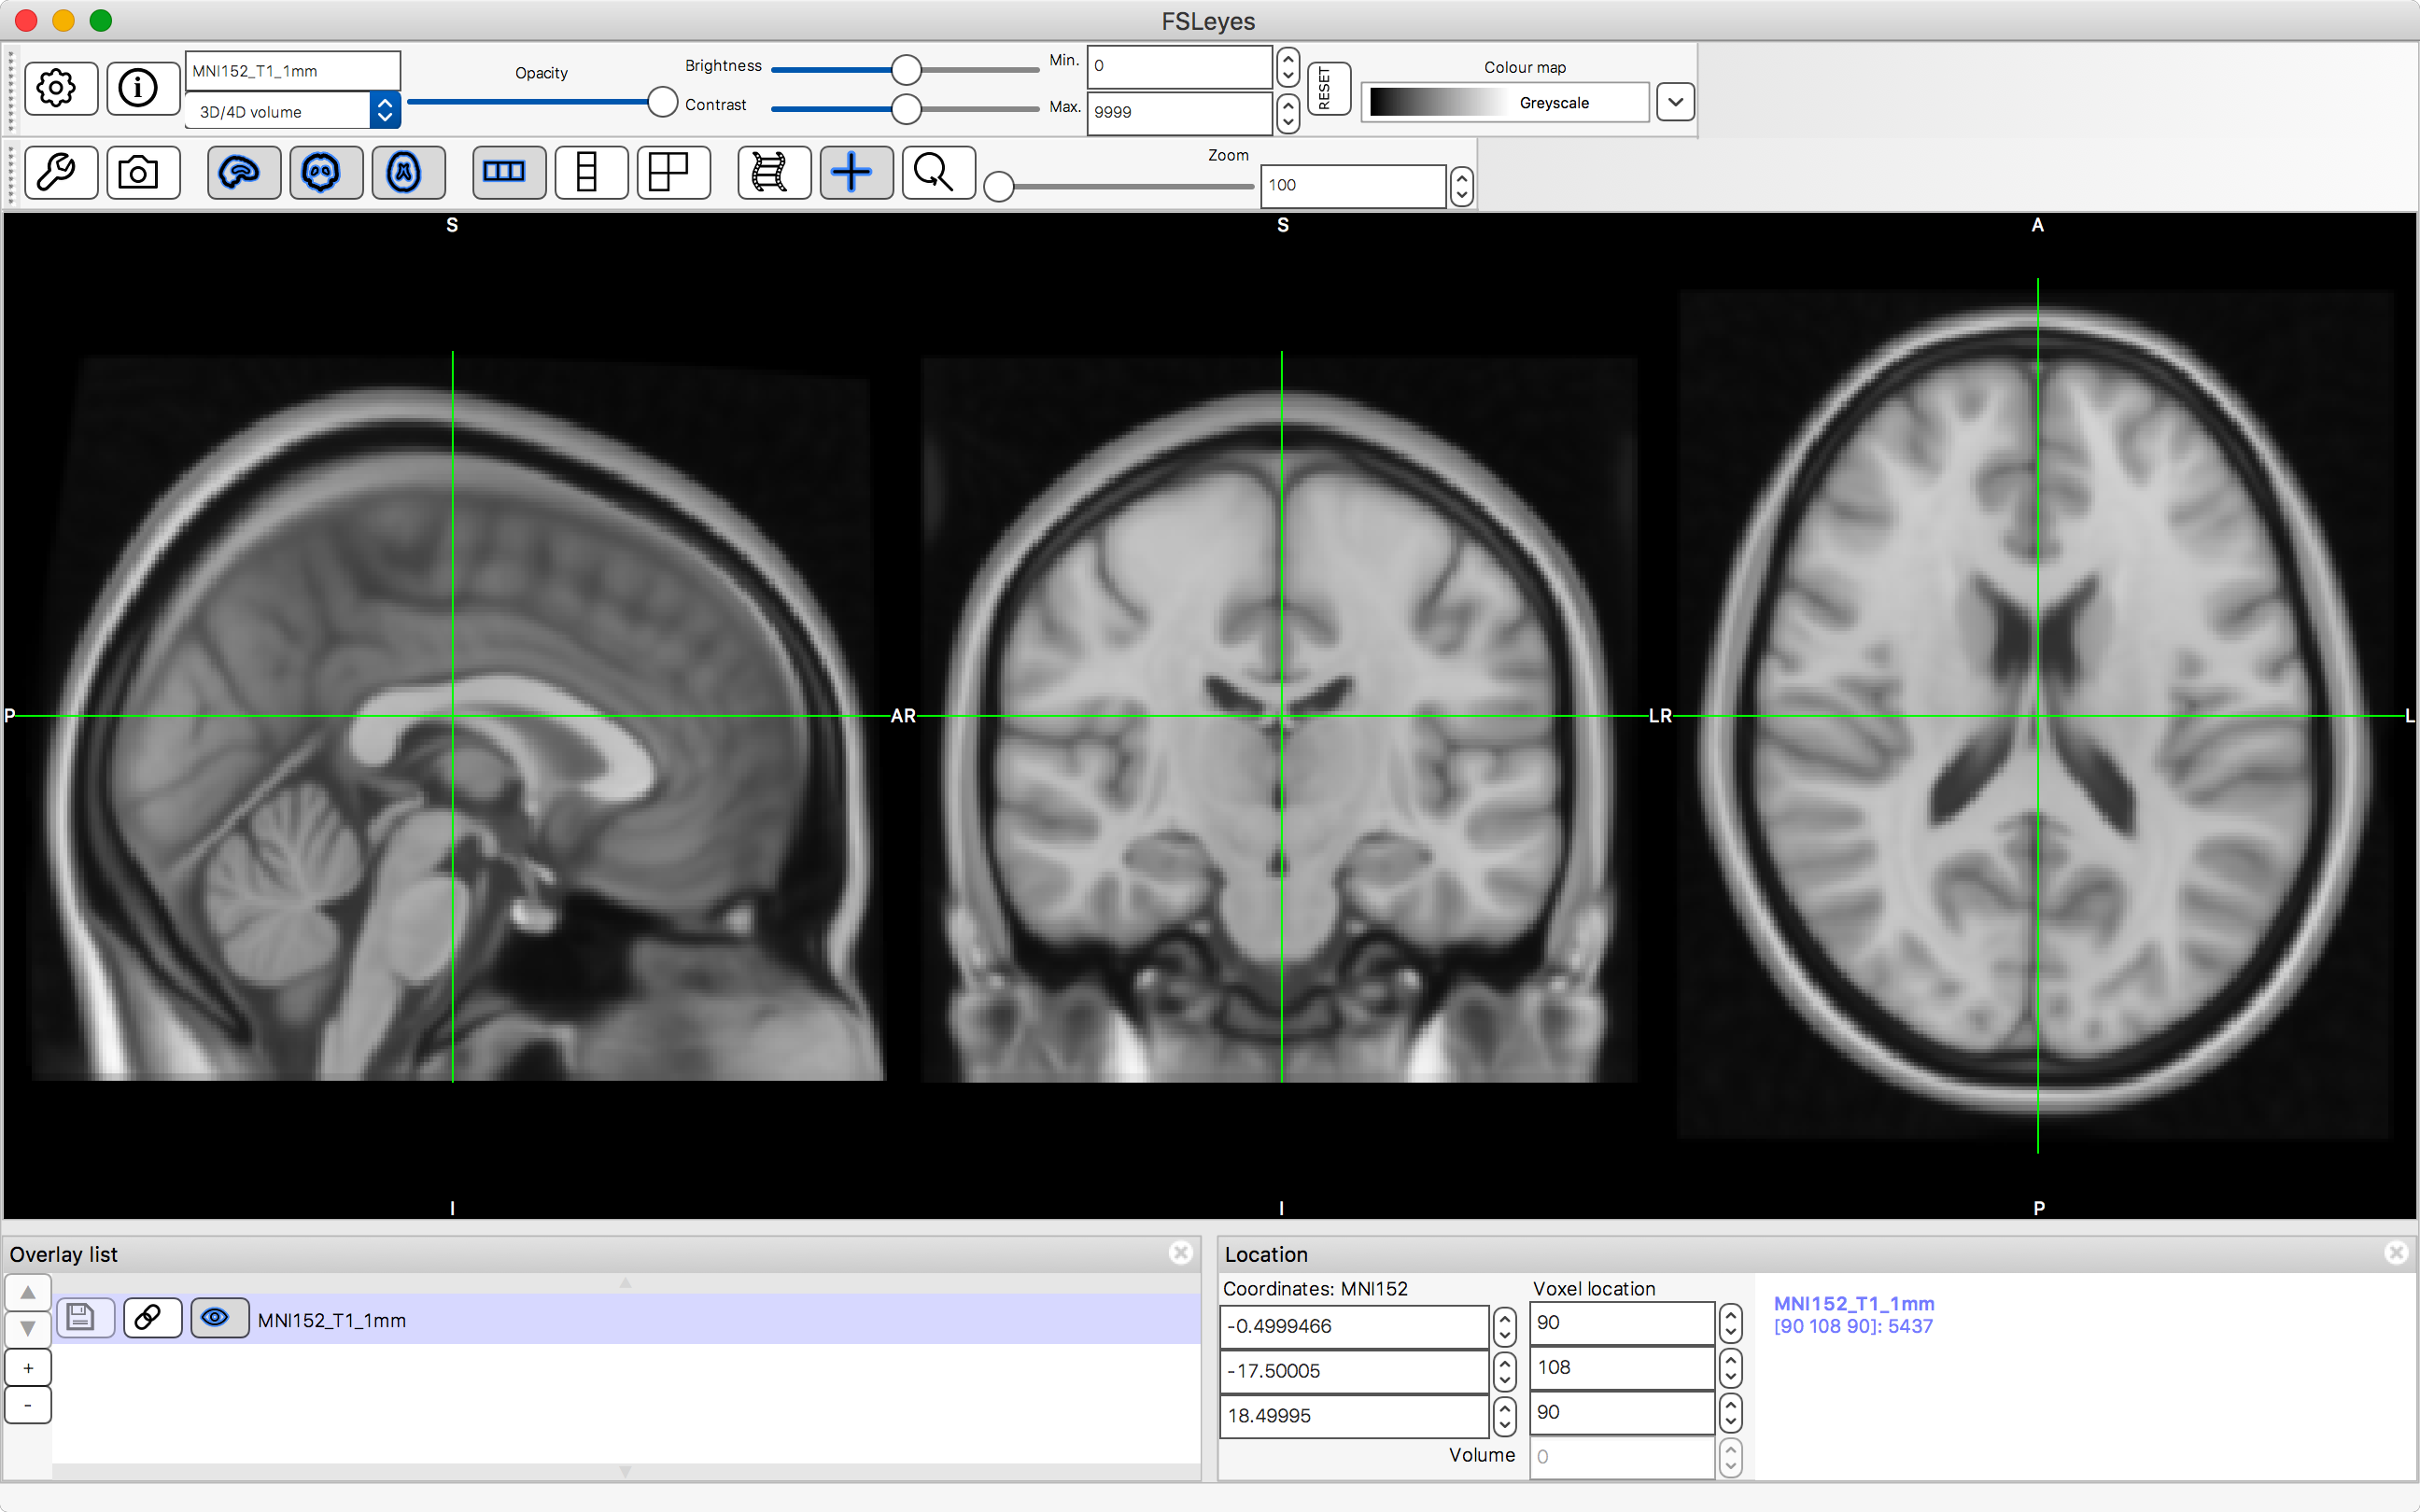 FSLeyes
MNI152_T1_1mm
3D/4D volume
Opacity
Brightness
Contrast
Min.
0
Max.
9999
RESET
Colour map
Greyscale
Zoom
100
S
S
A
P
A
R
L
R
L
I
I
P
Overlay list
+
-
MNI152_T1_1mm
Location
Coordinates: MNI152
-0.4999466
-17.50005
18.49995
Volume
Voxel location
90
108
90
0
MNI152_T1_1mm
[90 108 90]: 5437